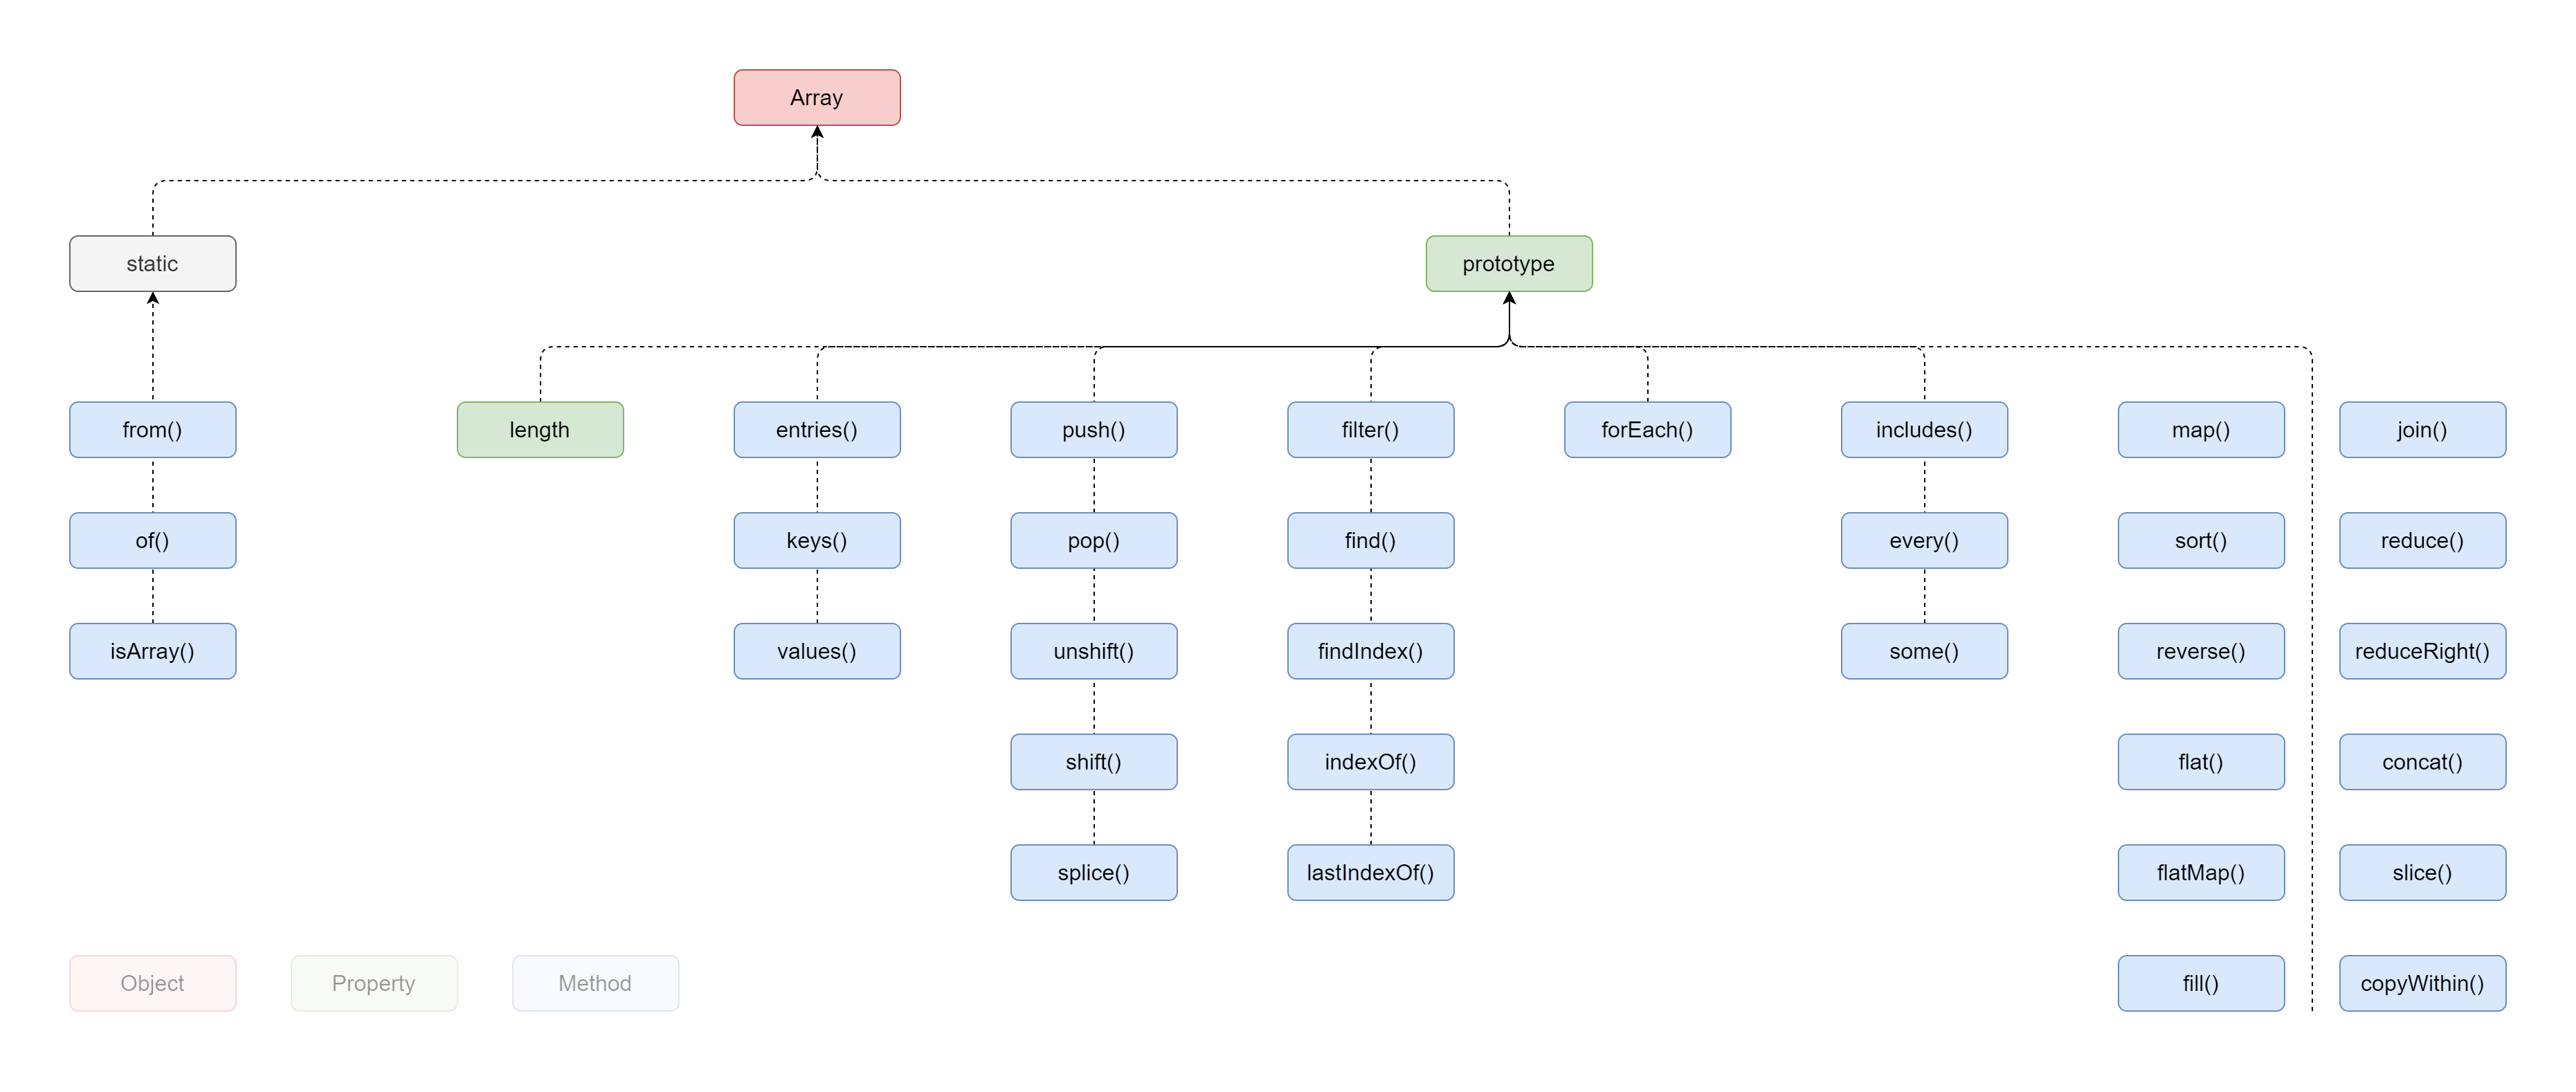 Array
static
prototype
from()
length
entries()
push()
filter()
forEach()
includes()
map()
join()
of()
keys()
pop()
find()
every()
sort()
reduce()
isArray()
values()
unshift()
findIndex()
some()
reverse()
reduceRight()
shift()
indexOf()
flat()
concat()
splice()
lastIndexOf()
flatMap()
slice()
Object
Property
Method
fill()
copyWithin()